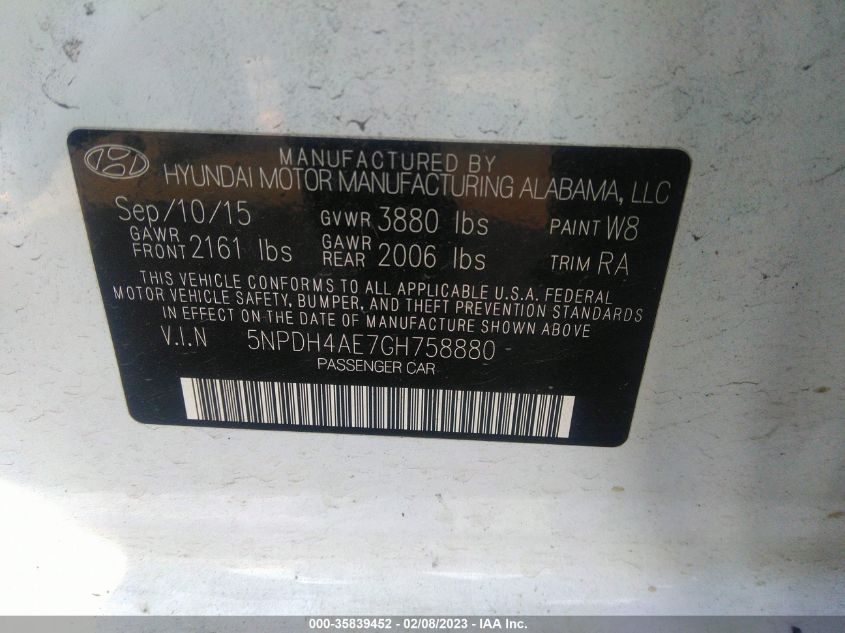 MANUFACTURED BY
HYUNDAI MOTOR MANUFACTURING ALABAMA, LLC
Sep/10/15 GVWR 3880 lbs PAINT W8
GAWR FRONT 2161 lbs GAWR REAR 2006 lbs TRIM RA
THIS VEHICLE CONFORMS TO ALL APPLICABLE U.S.A. FEDERAL
MOTOR VEHICLE SAFETY, BUMPER, AND THEFT PREVENTION STANDARDS
IN EFFECT ON THE DATE OF MANUFACTURE SHOWN ABOVE
V.I.N 5NPDH4AE7GH758880
PASSENGER CAR
000-35839452 - 02/08/2023 - IAA Inc.